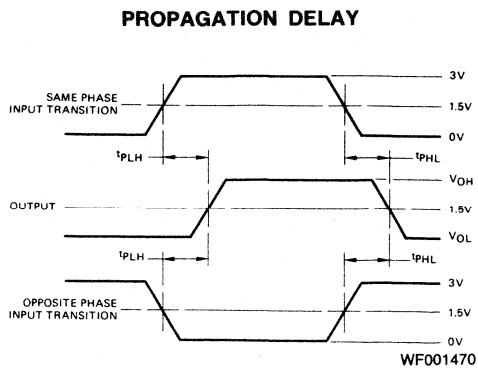 PROPAGATION DELAY
SAME PHASE
INPUT TRANSITION
3V
1.5V
0V
tPLH
tPHL
OUTPUT
VOH
1.5V
VOL
tPLH
tPHL
OPPOSITE PHASE
INPUT TRANSITION
3V
1.5V
0V
WF001470